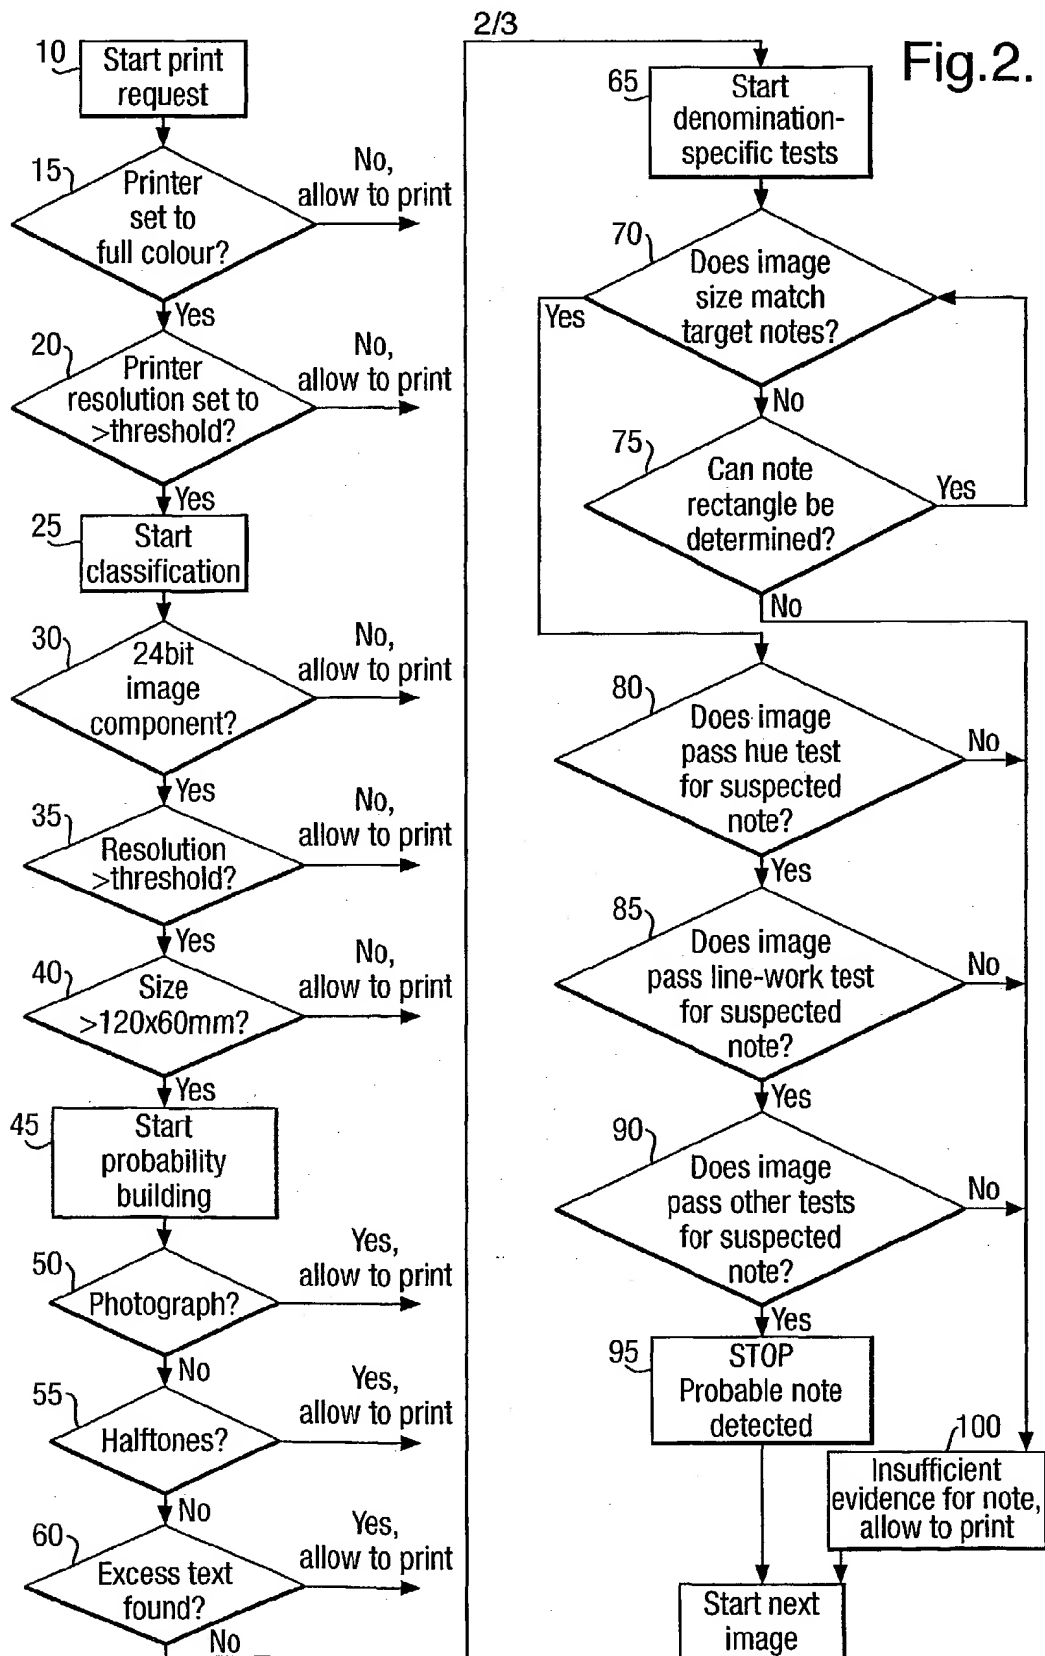 2/3
Fig.2.
10
Start print
request
15
Printer
set to
full colour?
No,
allow to print
Yes
20
Printer
resolution set to
>threshold?
No,
allow to print
Yes
25
Start
classification
30
24bit
image
component?
No,
allow to print
Yes
35
Resolution
>threshold?
No,
allow to print
Yes
40
Size
>120x60mm?
No,
allow to print
Yes
45
Start
probability
building
50
Photograph?
Yes,
allow to print
No
55
Halftones?
Yes,
allow to print
No
60
Excess text
found?
Yes,
allow to print
No
65
Start
denomination-
specific tests
70
Does image
size match
target notes?
Yes
No
75
Can note
rectangle be
determined?
Yes
No
80
Does image
pass hue test
for suspected
note?
No
Yes
85
Does image
pass line-work test
for suspected
note?
No
Yes
90
Does image
pass other tests
for suspected
note?
No
Yes
95
STOP
Probable note
detected
100
Insufficient
evidence for note,
allow to print
Start next
image